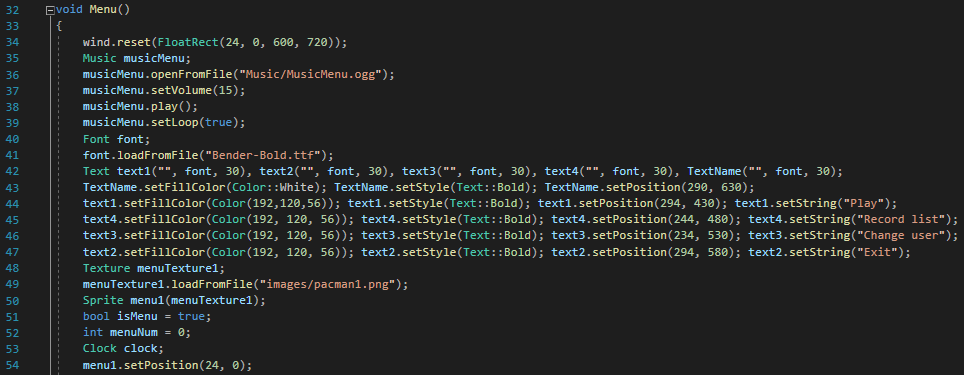 32 void Menu()
33 {
34 wind.reset(FloatRect(24, 0, 600, 720));
35 Music musicMenu;
36 musicMenu.openFromFile("Music/MusicMenu.ogg");
37 musicMenu.setVolume(15);
38 musicMenu.play();
39 musicMenu.setLoop(true);
40 Font font;
41 font.loadFromFile("Bender-Bold.ttf");
42 Text text1("", font, 30), text2("", font, 30), text3("", font, 30), text4("", font, 30), TextName("", font, 30);
43 TextName.setFillColor(Color::White); TextName.setStyle(Text::Bold); TextName.setPosition(290, 630);
44 text1.setFillColor(Color(192,120,56)); text1.setStyle(Text::Bold); text1.setPosition(294, 430); text1.setString("Play");
45 text4.setFillColor(Color(192, 120, 56)); text4.setStyle(Text::Bold); text4.setPosition(244, 480); text4.setString("Record list");
46 text3.setFillColor(Color(192, 120, 56)); text3.setStyle(Text::Bold); text3.setPosition(234, 530); text3.setString("Change user");
47 text2.setFillColor(Color(192, 120, 56)); text2.setStyle(Text::Bold); text2.setPosition(294, 580); text2.setString("Exit");
48 Texture menuTexture1;
49 menuTexture1.loadFromFile("images/pacman1.png");
50 Sprite menu1(menuTexture1);
51 bool isMenu = true;
52 int menuNum = 0;
53 Clock clock;
54 menu1.setPosition(24, 0);